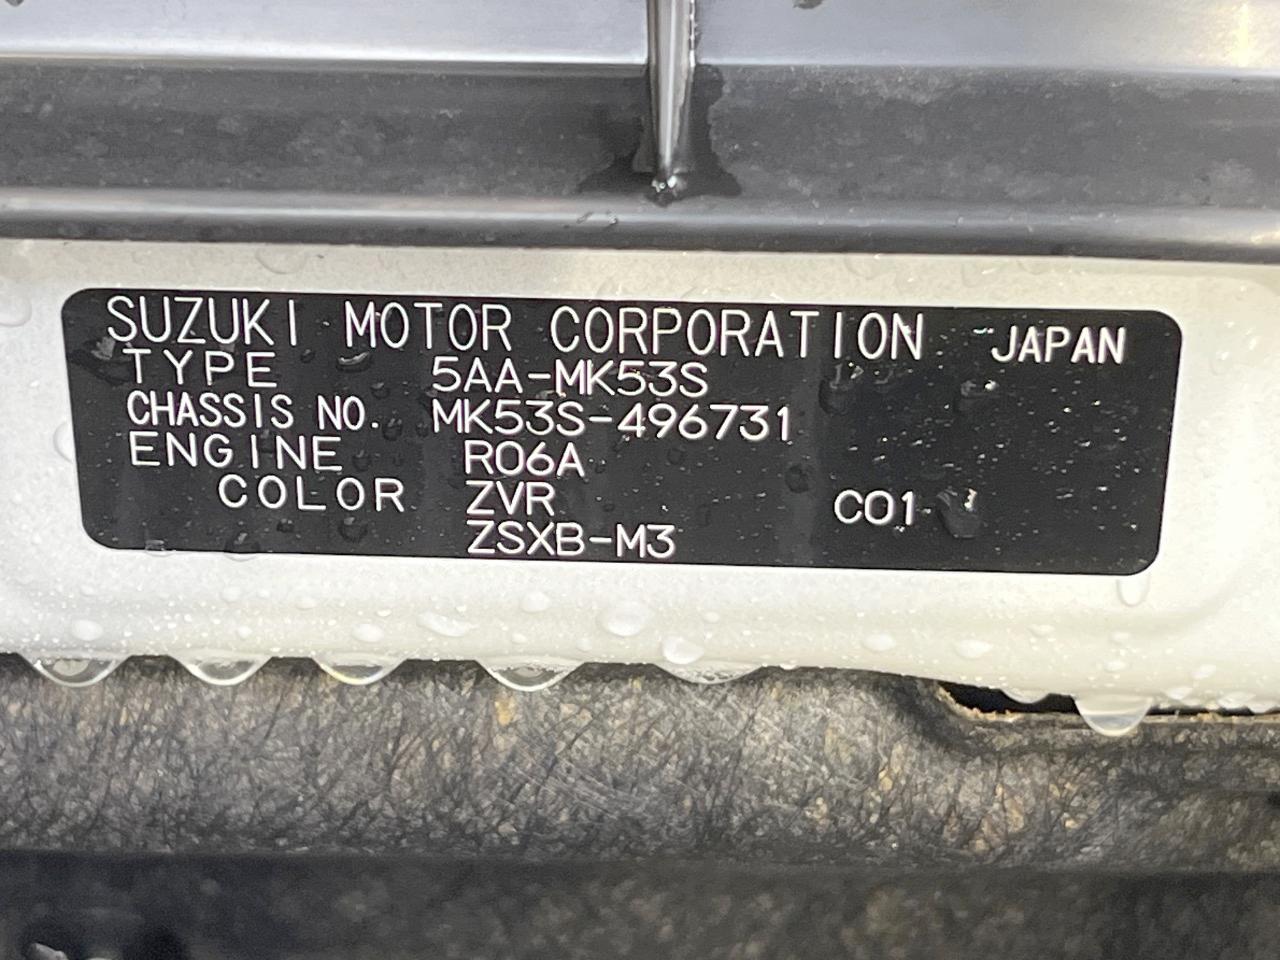 SUZUKI MOTOR CORPORATION JAPAN
TYPE 5AA-MK53S
CHASSIS NO. MK53S-496731
ENGINE R06A
COLOR ZVR C01
ZSXB-M3